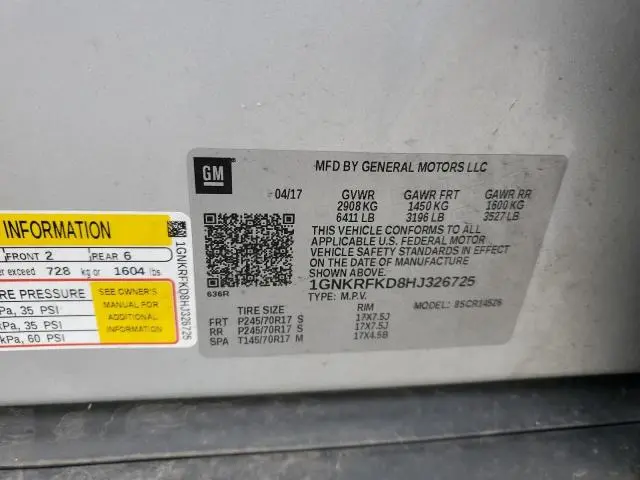 GM
MFD BY GENERAL MOTORS LLC
04/17 GVWR GAWR FRT GAWR RR
2908 KG 1450 KG 1600 KG
6411 LB 3196 LB 3527 LB
THIS VEHICLE CONFORMS TO ALL
APPLICABLE U.S. FEDERAL MOTOR
VEHICLE SAFETY STANDARDS IN EFFECT
ON THE DATE OF MANUFACTURE
SHOWN ABOVE.
636R
1GNKRFKD8HJ326725
TYPE: M.P.V. MODEL:
TIRE SIZE RIM
FRT P245/70R17 S 17X7.5J
RR P245/70R17 S 17X7.5J
SPA T145/70R17 M 17X4.5B
INFORMATION
FRONT 2 REAR 6
er exceed 728 kg or 1604 lbs.
RE PRESSURE
Pa, 35 PSI
Pa, 35 PSI
kPa, 60 PSI
SEE OWNER'S
MANUAL FOR
ADDITIONAL
INFORMATION
1GNKRFKD8HJ326725